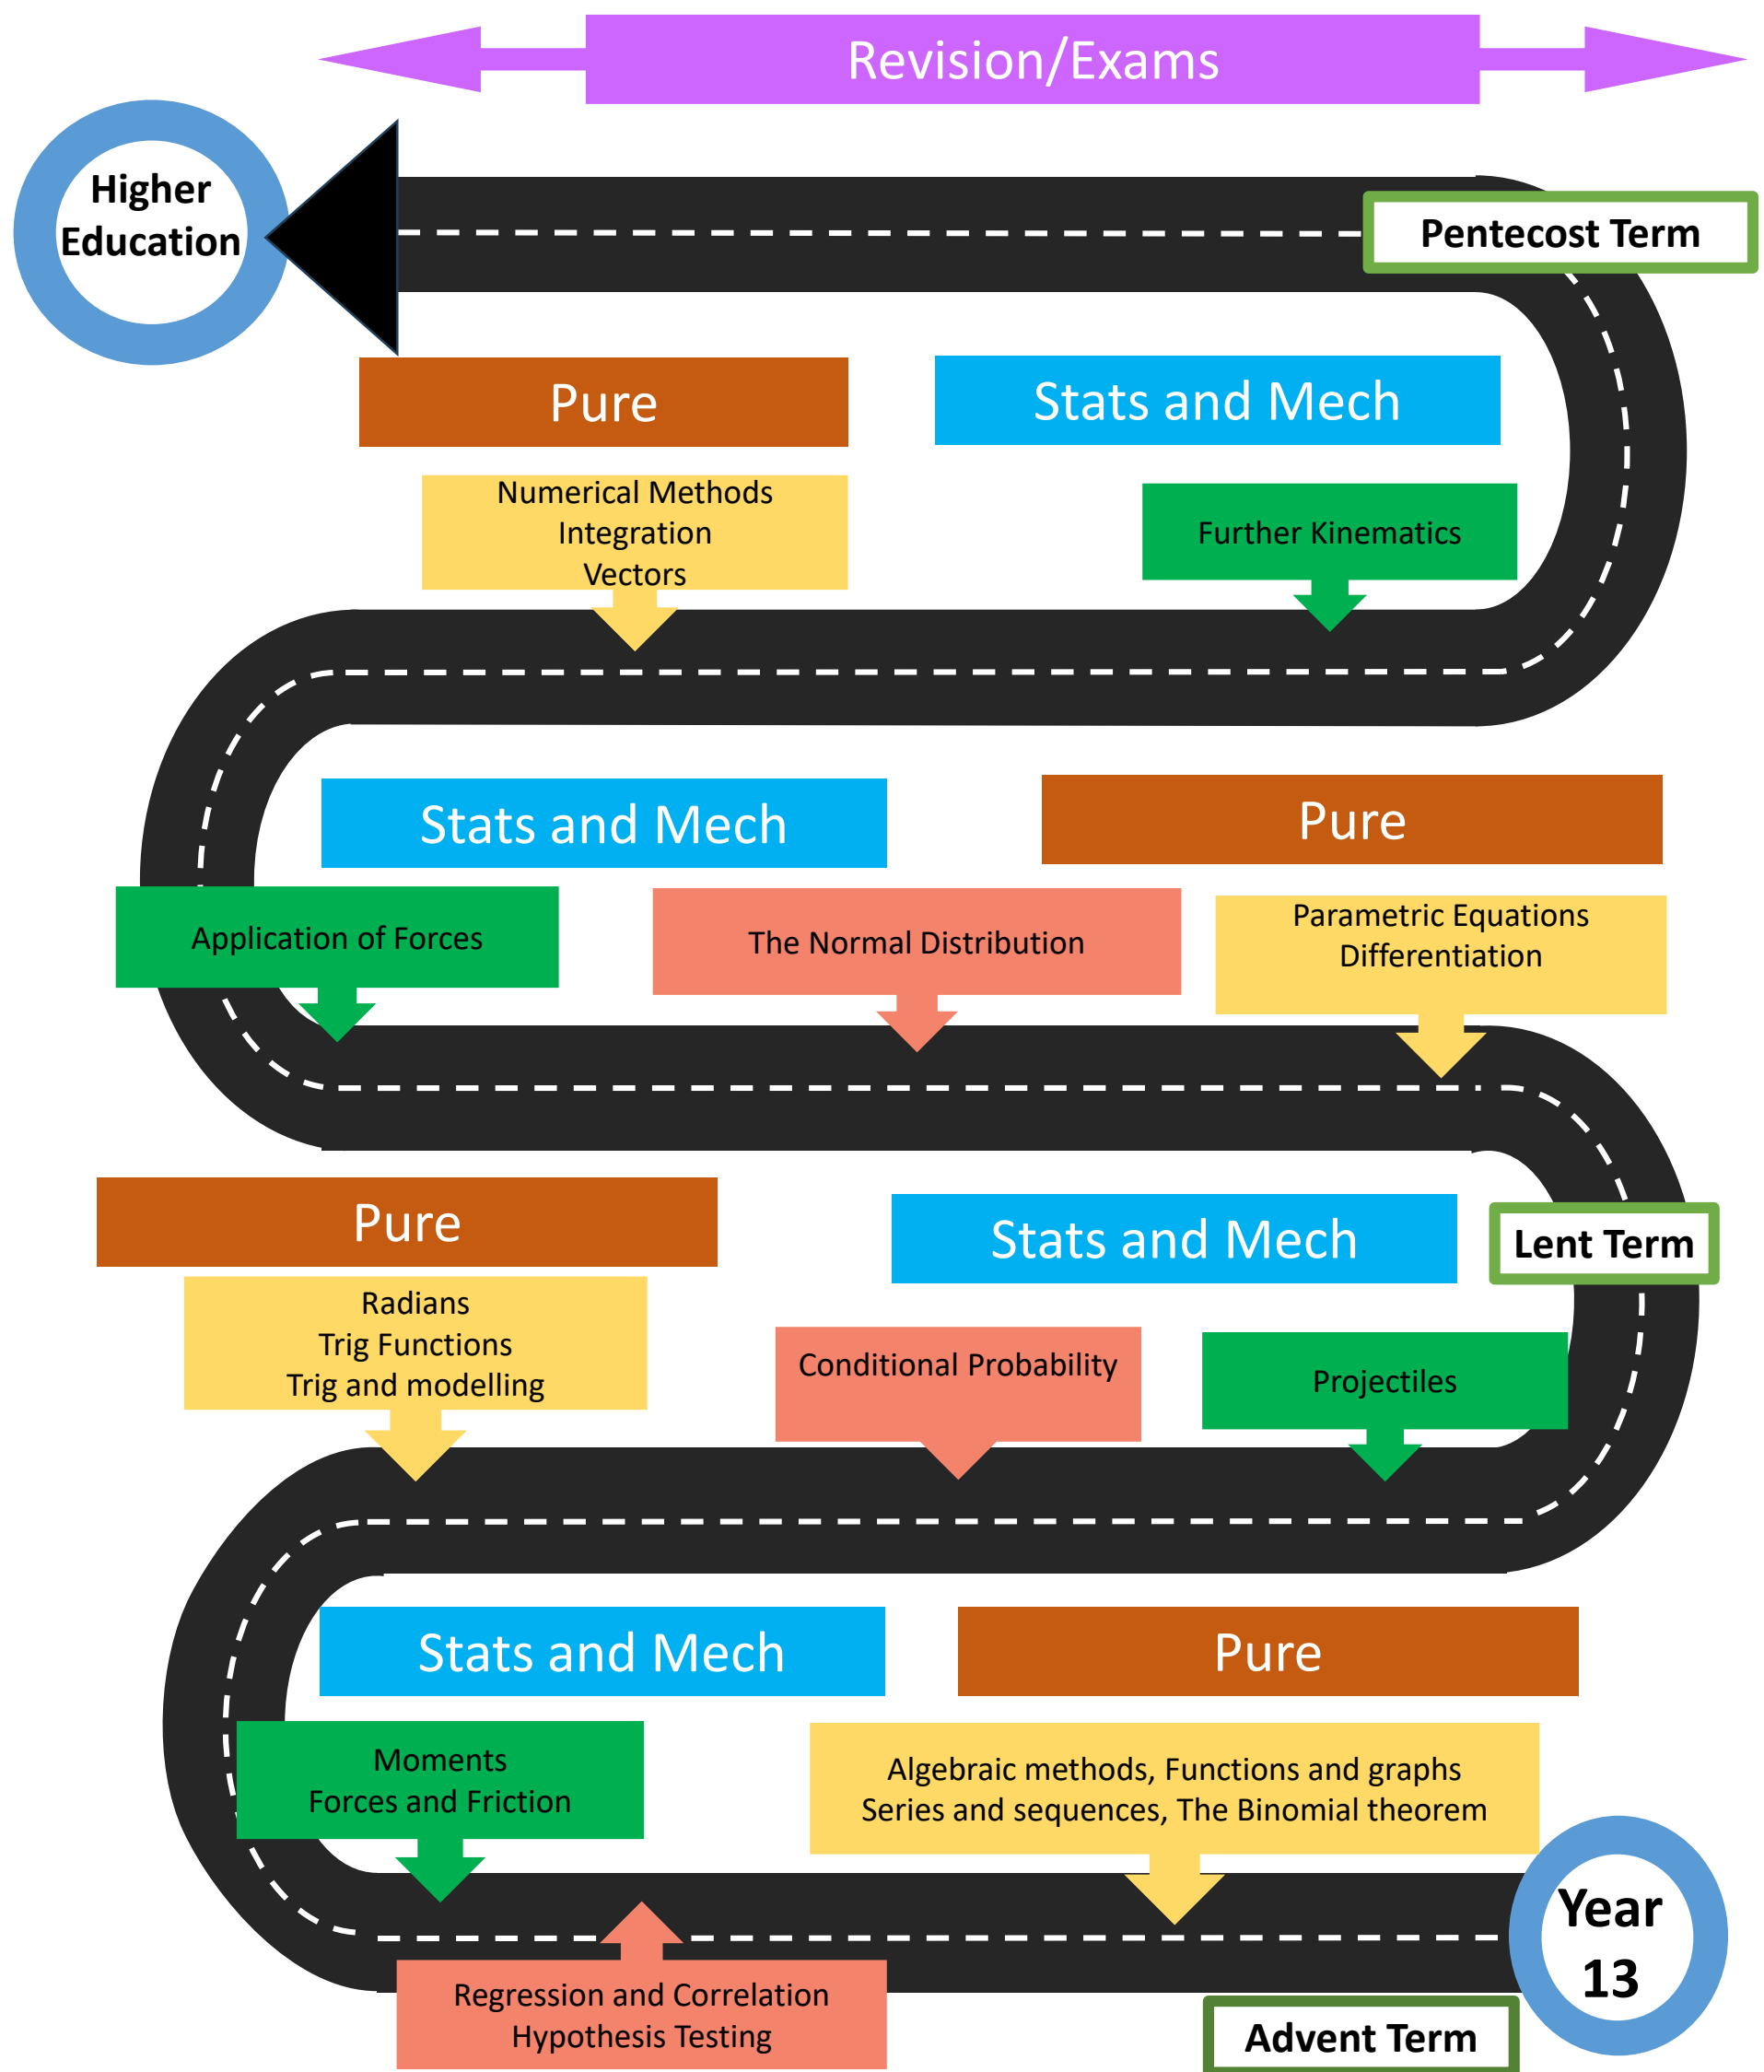 Revision/Exams
Higher
Education
Pentecost Term
Pure
Stats and Mech
Numerical Methods
Integration
Vectors
Further Kinematics
Stats and Mech
Pure
Application of Forces
The Normal Distribution
Parametric Equations
Differentiation
Pure
Stats and Mech
Lent Term
Radians
Trig Functions
Trig and modelling
Conditional Probability
Projectiles
Stats and Mech
Pure
Moments
Forces and Friction
Algebraic methods, Functions and graphs
Series and sequences, The Binomial theorem
Year
13
Regression and Correlation
Hypothesis Testing
Advent Term